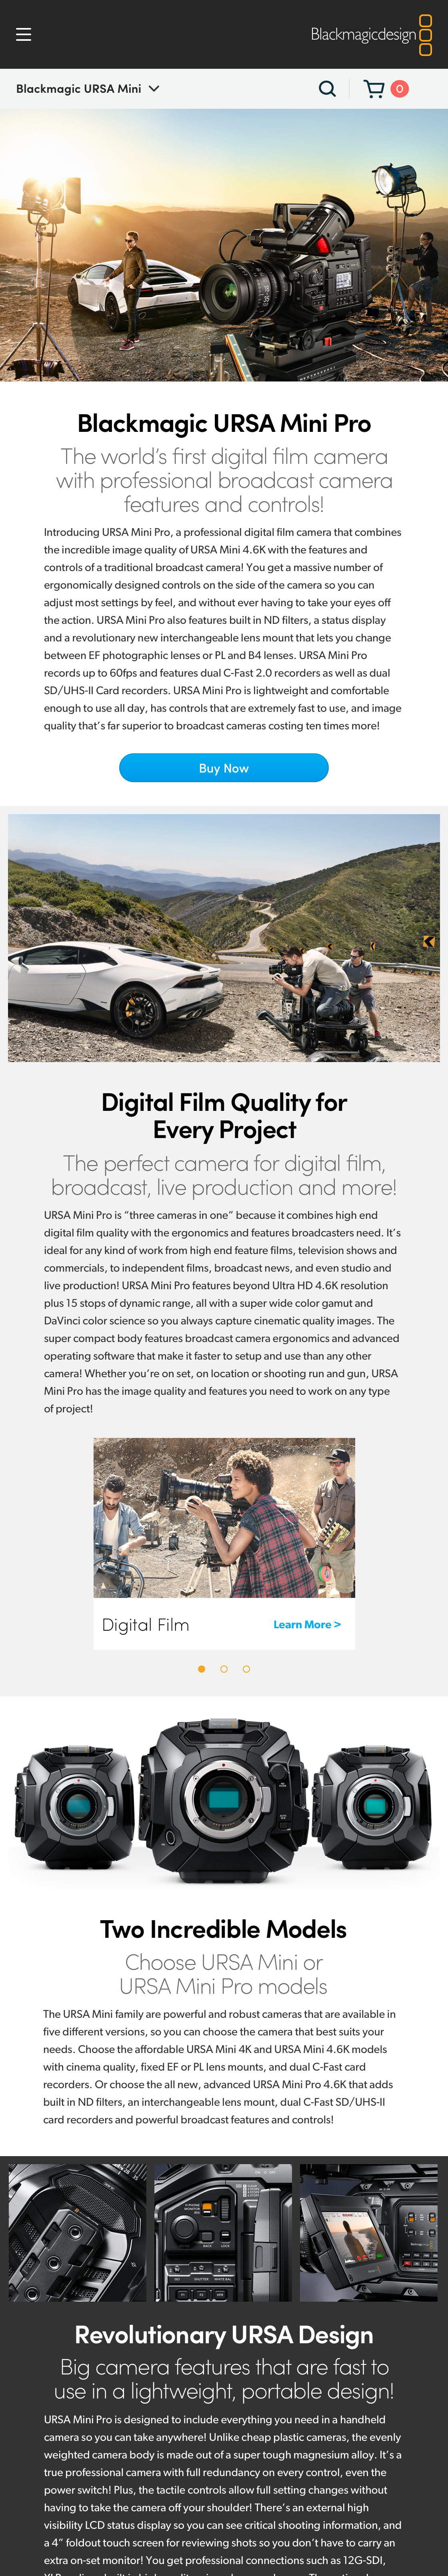 Blackmagicdesign
Blackmagic URSA Mini
0
Blackmagic URSA Mini Pro
The world's first digital film camera
with professional broadcast camera
features and controls!
Introducing URSA Mini Pro, a professional digital film camera that combines
the incredible image quality of URSA Mini 4.6K with the features and
controls of a traditional broadcast camera! You get a massive number of
ergonomically designed controls on the side of the camera so you can
adjust most settings by feel, and without ever having to take your eyes off
the action. URSA Mini Pro also features built in ND filters, a status display
and a revolutionary new interchangeable lens mount that lets you change
between EF photographic lenses or PL and B4 lenses. URSA Mini Pro
records up to 60fps and features dual C-Fast 2.0 recorders as well as dual
SD/UHS-II Card recorders. URSA Mini Pro is lightweight and comfortable
enough to use all day, has controls that are extremely fast to use, and image
quality that's far superior to broadcast cameras costing ten times more!
Buy Now
Digital Film Quality for
Every Project
The perfect camera for digital film,
broadcast, live production and more!
URSA Mini Pro is "three cameras in one" because it combines high end
digital film quality with the ergonomics and features broadcasters need. It's
ideal for any kind of work from high end feature films, television shows and
commercials, to independent films, broadcast news, and even studio and
live production! URSA Mini Pro features beyond Ultra HD 4.6K resolution
plus 15 stops of dynamic range, all with a super wide color gamut and
DaVinci color science so you always capture cinematic quality images. The
super compact body features broadcast camera ergonomics and advanced
operating software that make it faster to setup and use than any other
camera! Whether you're on set, on location or shooting run and gun, URSA
Mini Pro has the image quality and features you need to work on any type
of project!
Digital Film
Learn More >
Two Incredible Models
Choose URSA Mini or
URSA Mini Pro models
The URSA Mini family are powerful and robust cameras that are available in
five different versions, so you can choose the camera that best suits your
needs. Choose the affordable URSA Mini 4K and URSA Mini 4.6K models
with cinema quality, fixed EF or PL lens mounts, and dual C-Fast card
recorders. Or choose the all new, advanced URSA Mini Pro 4.6K that adds
built in ND filters, an interchangeable lens mount, dual C-Fast SD/UHS-II
card recorders and powerful broadcast features and controls!
Revolutionary URSA Design
Big camera features that are fast to
use in a lightweight, portable design!
URSA Mini Pro is designed to include everything you need in a handheld
camera so you can take anywhere! Unlike cheap plastic cameras, the evenly
weighted camera body is made out of a super tough magnesium alloy. It's a
true professional camera with full redundancy on every control, even the
power switch! Plus, the tactile controls allow full setting changes without
having to take the camera off your shoulder! There's an external high
visibility LCD status display so you can see critical shooting information, and
a 4" foldout touch screen for reviewing shots so you don't have to carry an
extra on-set monitor! You get professional connections such as 12G-SDI,